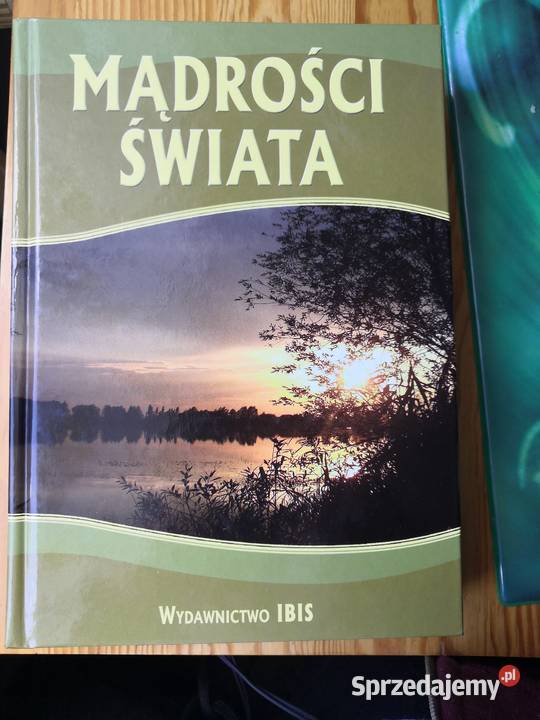 MĄDROŚCI
ŚWIATA
WYDAWNICTWO IBIS
Sprzedajemy.pl